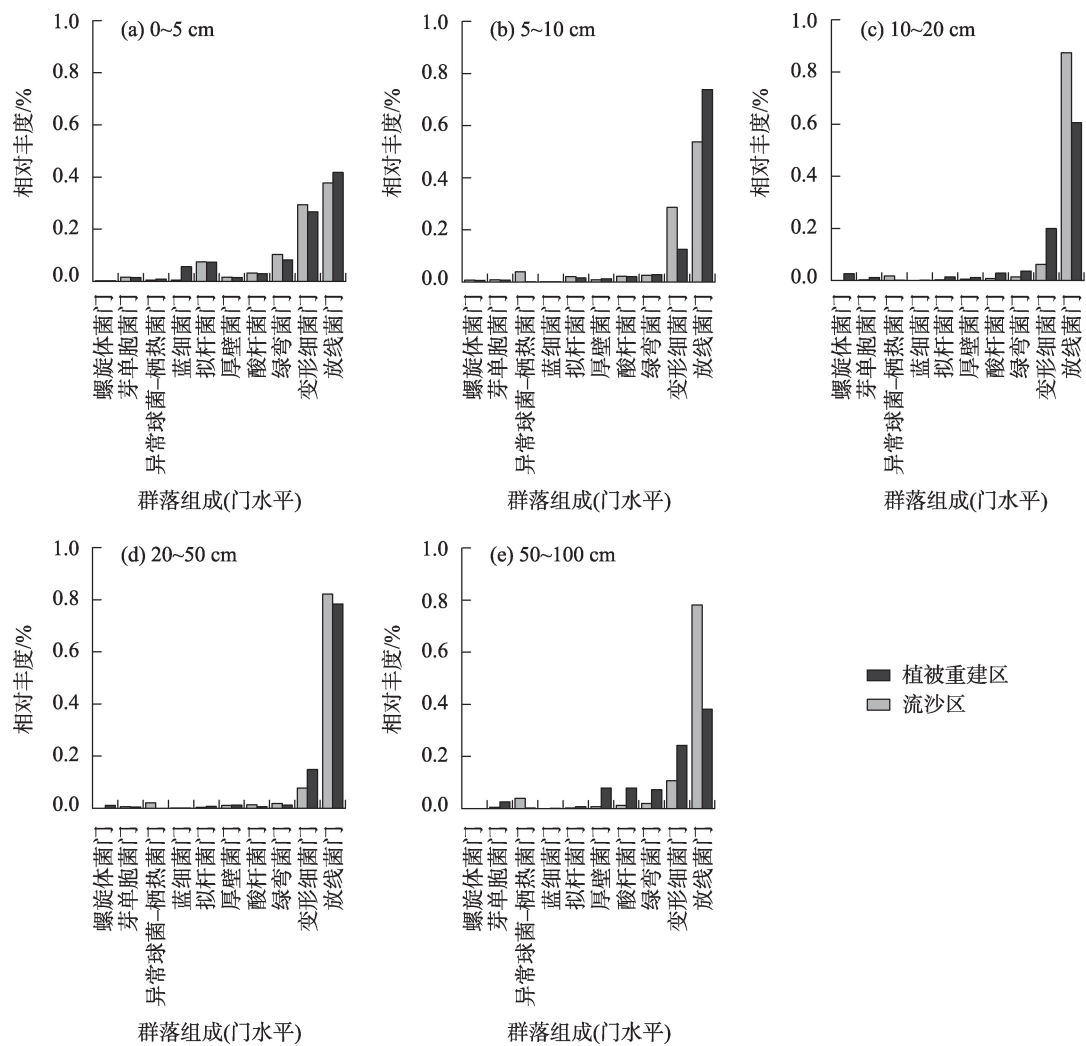 (a) 0~5 cm
1.0
0.8
0.6
0.4
0.2
0.0
相对丰度/%
螺旋体菌门
芽单胞菌门
异常球菌–栖热菌门
蓝细菌门
拟杆菌门
厚壁菌门
酸杆菌门
绿弯菌门
变形细菌门
放线菌门
群落组成(门水平)
(b) 5~10 cm
1.0
0.8
0.6
0.4
0.2
0.0
相对丰度/%
螺旋体菌门
芽单胞菌门
异常球菌–栖热菌门
蓝细菌门
拟杆菌门
厚壁菌门
酸杆菌门
绿弯菌门
变形细菌门
放线菌门
群落组成(门水平)
(c) 10~20 cm
1.0
0.8
0.6
0.4
0.2
0.0
相对丰度/%
螺旋体菌门
芽单胞菌门
异常球菌–栖热菌门
蓝细菌门
拟杆菌门
厚壁菌门
酸杆菌门
绿弯菌门
变形细菌门
放线菌门
群落组成(门水平)
(d) 20~50 cm
1.0
0.8
0.6
0.4
0.2
0.0
相对丰度/%
螺旋体菌门
芽单胞菌门
异常球菌–栖热菌门
蓝细菌门
拟杆菌门
厚壁菌门
酸杆菌门
绿弯菌门
变形细菌门
放线菌门
群落组成(门水平)
(e) 50~100 cm
1.0
0.8
0.6
0.4
0.2
0.0
相对丰度/%
螺旋体菌门
芽单胞菌门
异常球菌–栖热菌门
蓝细菌门
拟杆菌门
厚壁菌门
酸杆菌门
绿弯菌门
变形细菌门
放线菌门
群落组成(门水平)
植被重建区
流沙区